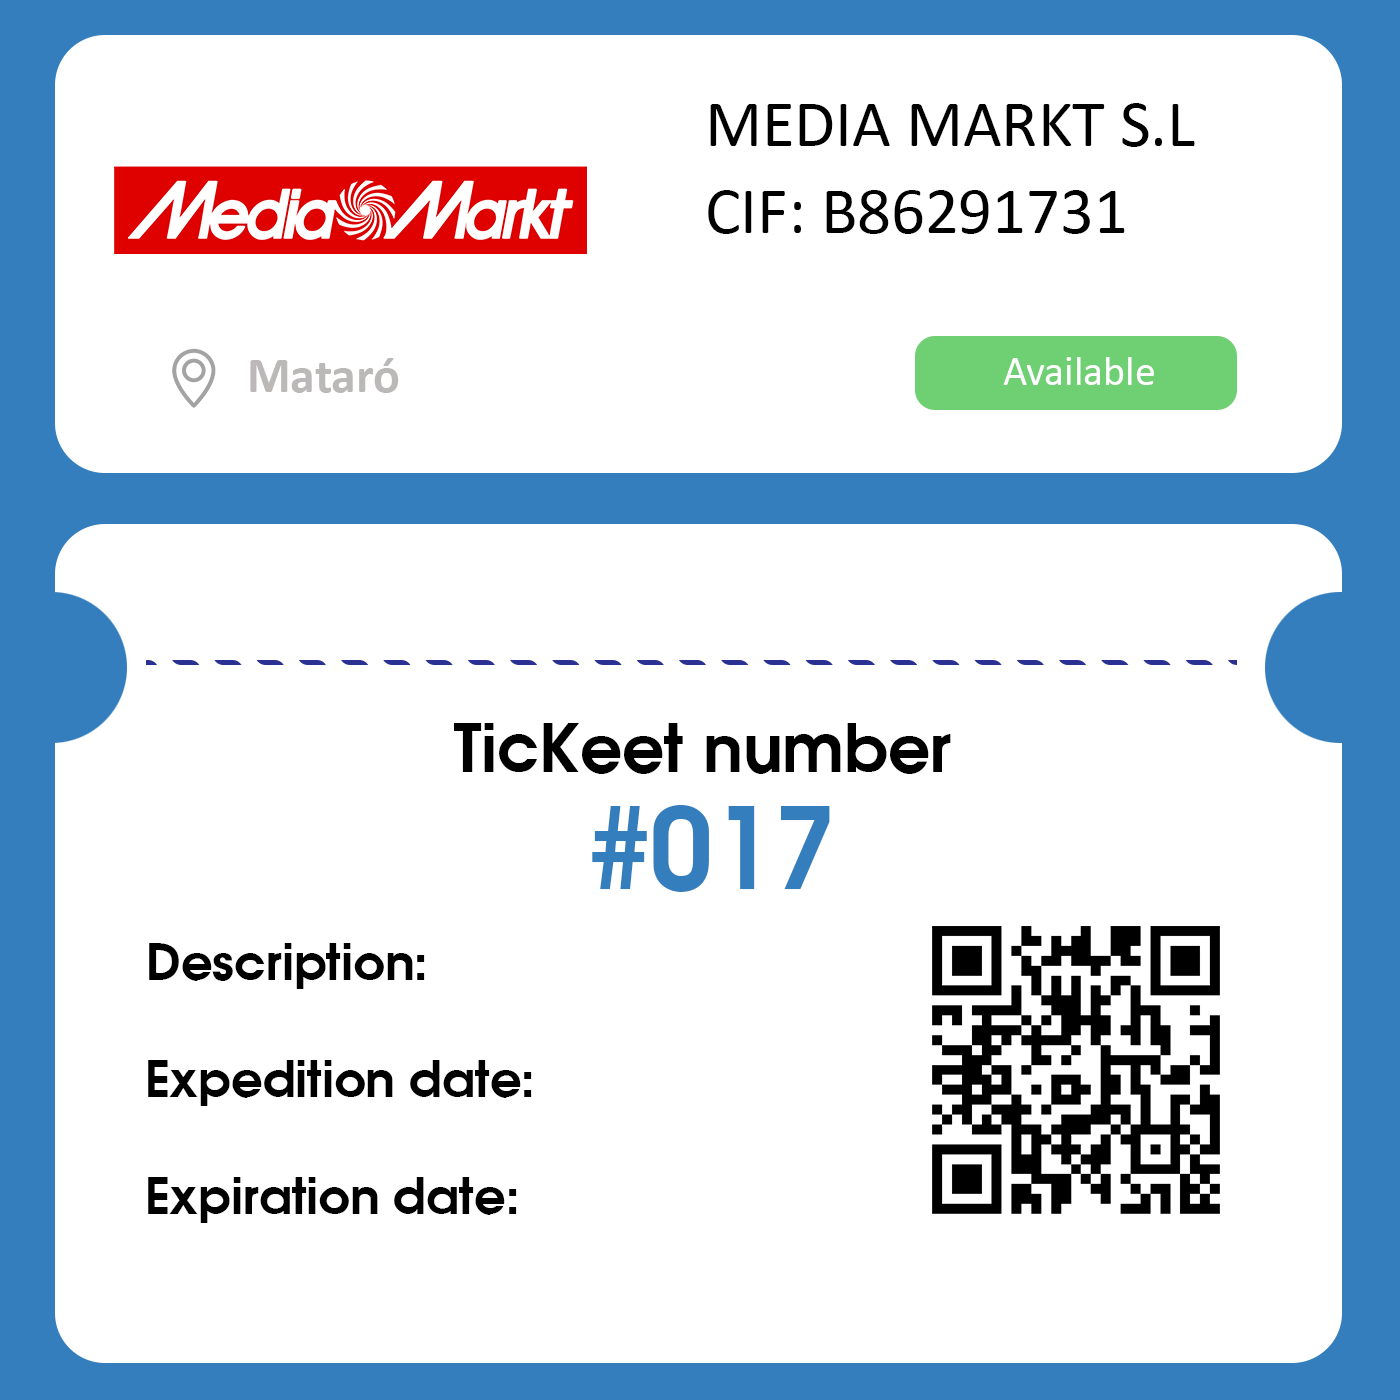 MediaMarkt
MEDIA MARKT S.L
CIF: B86291731
Mataró
Available
TicKeet number
#017
Description:
Expedition date:
Expiration date: